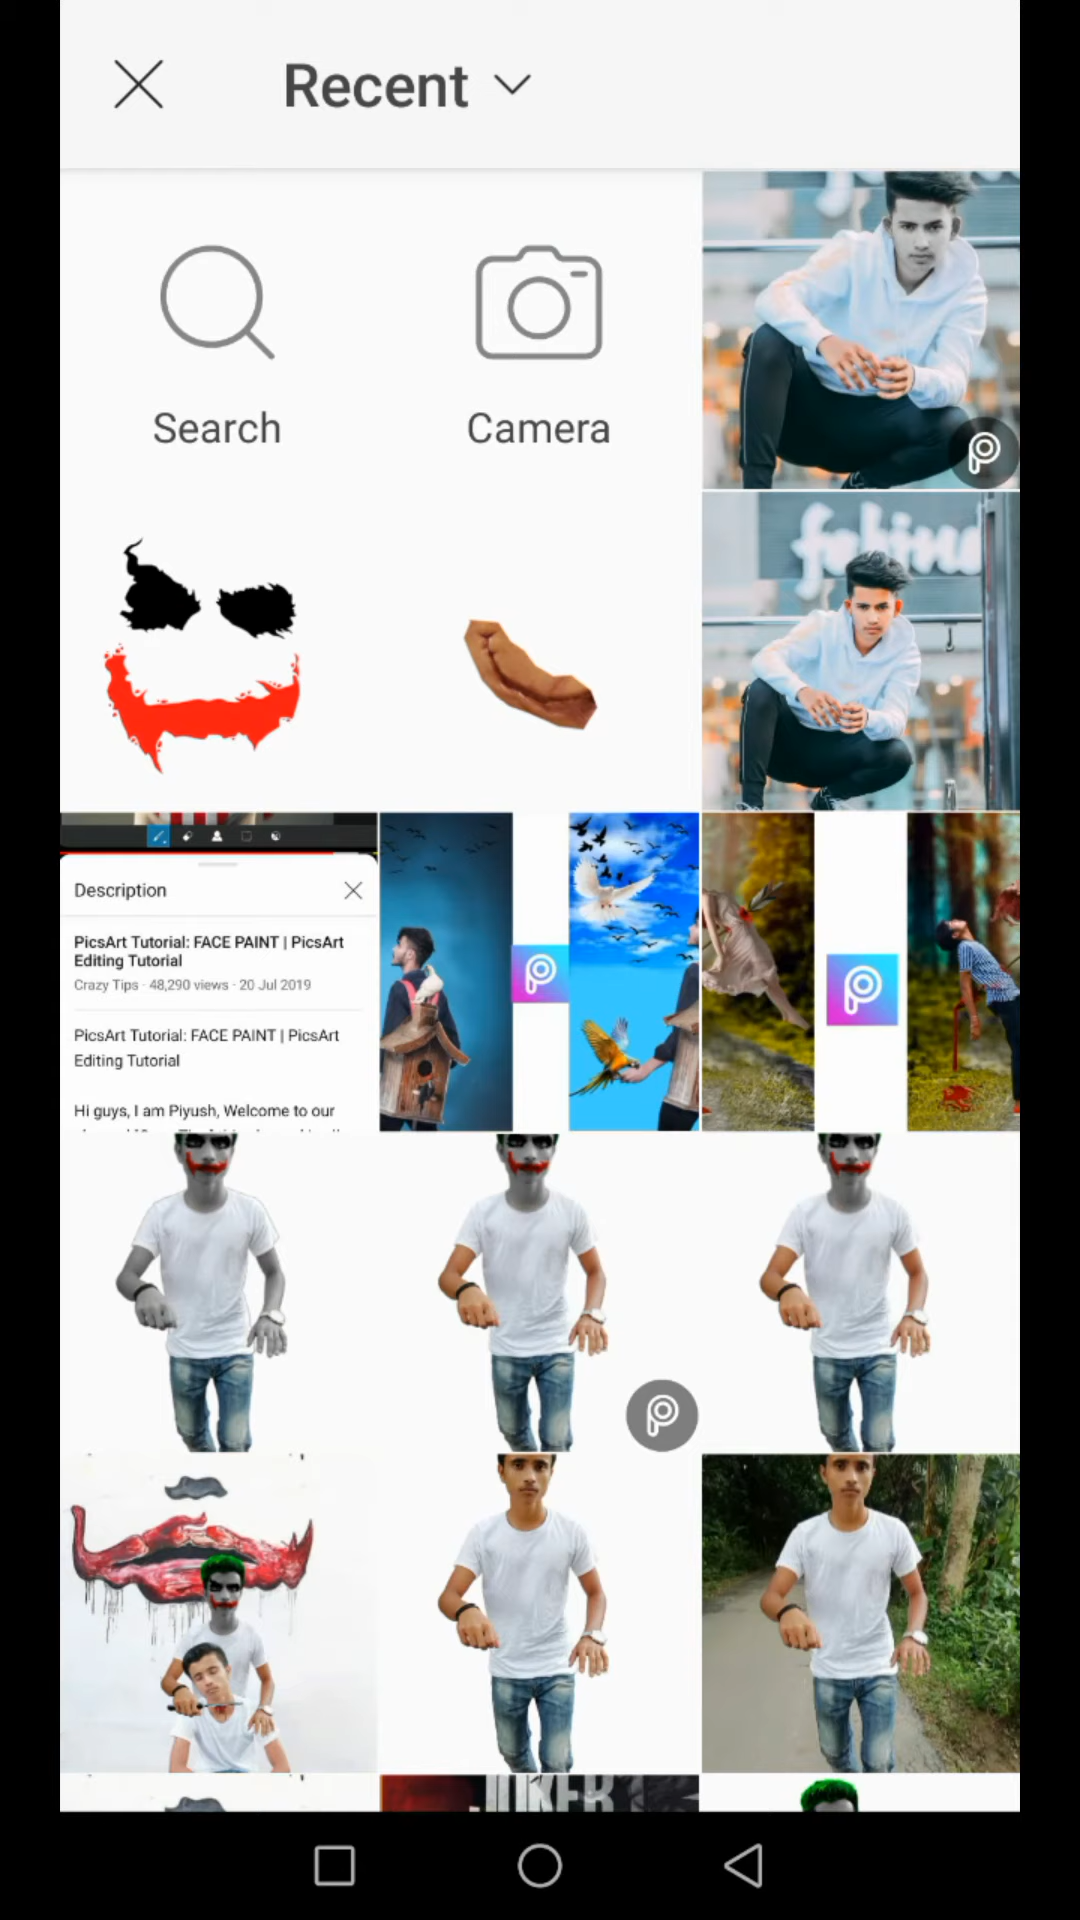 Recent
Search
Camera
Description
PicsArt Tutorial: FACE PAINT | PicsArt
Editing Tutorial
Crazy Tips · 48,290 views · 20 Jul 2019
PicsArt Tutorial: FACE PAINT | PicsArt
Editing Tutorial
Hi guys, I am Piyush, Welcome to our
JOKER